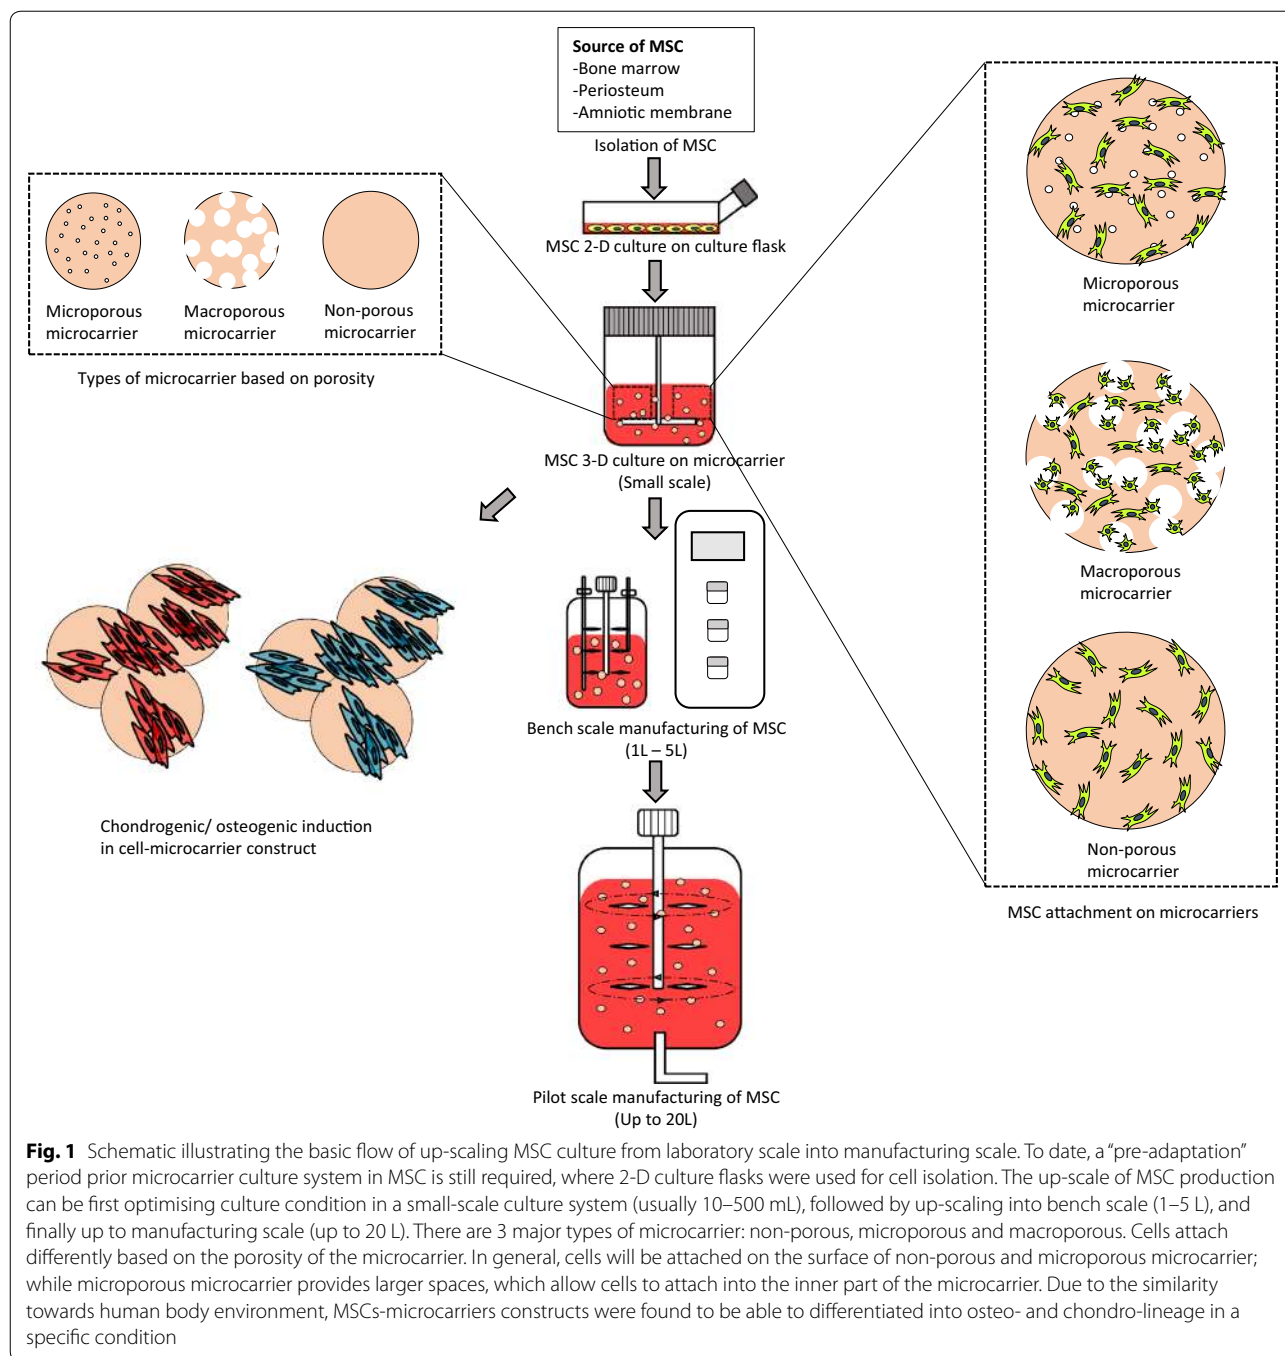 Source of MSC
-Bone marrow
-Periosteum
-Amniotic membrane
Isolation of MSC
MSC 2-D culture on culture flask
Microporous
microcarrier
Macroporous
microcarrier
Non-porous
microcarrier
Types of microcarrier based on porosity
MSC 3-D culture on microcarrier
(Small scale)
Microporous
microcarrier
Macroporous
microcarrier
Non-porous
microcarrier
MSC attachment on microcarriers
Chondrogenic/ osteogenic induction
in cell-microcarrier construct
Bench scale manufacturing of MSC
(1L – 5L)
Pilot scale manufacturing of MSC
(Up to 20L)
Fig. 1 Schematic illustrating the basic flow of up-scaling MSC culture from laboratory scale into manufacturing scale. To date, a “pre-adaptation”
period prior microcarrier culture system in MSC is still required, where 2-D culture flasks were used for cell isolation. The up-scale of MSC production
can be first optimising culture condition in a small-scale culture system (usually 10–500 mL), followed by up-scaling into bench scale (1–5 L), and
finally up to manufacturing scale (up to 20 L). There are 3 major types of microcarrier: non-porous, microporous and macroporous. Cells attach
differently based on the porosity of the microcarrier. In general, cells will be attached on the surface of non-porous and microporous microcarrier;
while microporous microcarrier provides larger spaces, which allow cells to attach into the inner part of the microcarrier. Due to the similarity
towards human body environment, MSCs-microcarriers constructs were found to be able to differentiated into osteo- and chondro-lineage in a
specific condition